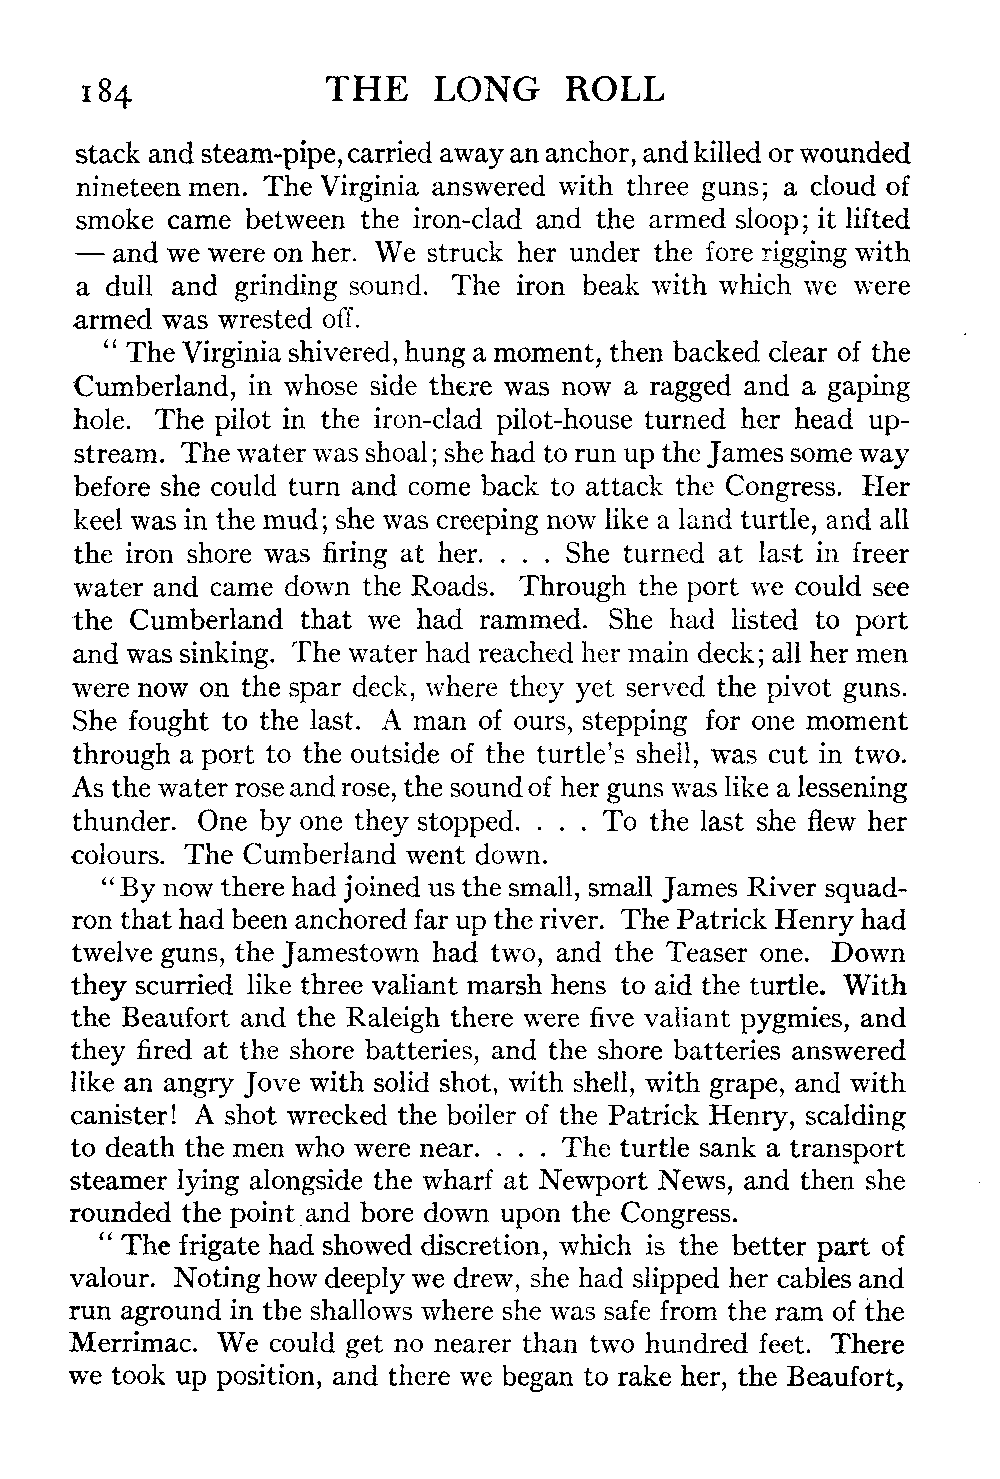 184 THE LONG ROLL
stack and steam-pipe, carried away an anchor, and killed or wounded
nineteen men. The Virginia answered with three guns; a cloud of
smoke came between the iron-clad and the armed sloop; it lifted
— and we were on her. We struck her under the fore rigging with
a dull and grinding sound. The iron beak with which we were
armed was wrested off.
“ The Virginia shivered, hung a moment, then backed clear of the
Cumberland, in whose side there was now a ragged and a gaping
hole. The pilot in the iron-clad pilot-house turned her head up-
stream. The water was shoal; she had to run up the James some way
before she could turn and come back to attack the Congress. Her
keel was in the mud; she was creeping now like a land turtle, and all
the iron shore was firing at her. . . . She turned at last in freer
water and came down the Roads. Through the port we could see
the Cumberland that we had rammed. She had listed to port
and was sinking. The water had reached her main deck; all her men
were now on the spar deck, where they yet served the pivot guns.
She fought to the last. A man of ours, stepping for one moment
through a port to the outside of the turtle's shell, was cut in two.
As the water rose and rose, the sound of her guns was like a lessening
thunder. One by one they stopped. . . . To the last she flew her
colours. The Cumberland went down.
“By now there had joined us the small, small James River squad-
ron that had been anchored far up the river. The Patrick Henry had
twelve guns, the Jamestown had two, and the Teaser one. Down
they scurried like three valiant marsh hens to aid the turtle. With
the Beaufort and the Raleigh there were five valiant pygmies, and
they fired at the shore batteries, and the shore batteries answered
like an angry Jove with solid shot, with shell, with grape, and with
canister! A shot wrecked the boiler of the Patrick Henry, scalding
to death the men who were near. . . . The turtle sank a transport
steamer lying alongside the wharf at Newport News, and then she
rounded the point and bore down upon the Congress.
“ The frigate had showed discretion, which is the better part of
valour. Noting how deeply we drew, she had slipped her cables and
run aground in the shallows where she was safe from the ram of the
Merrimac. We could get no nearer than two hundred feet. There
we took up position, and there we began to rake her, the Beaufort,